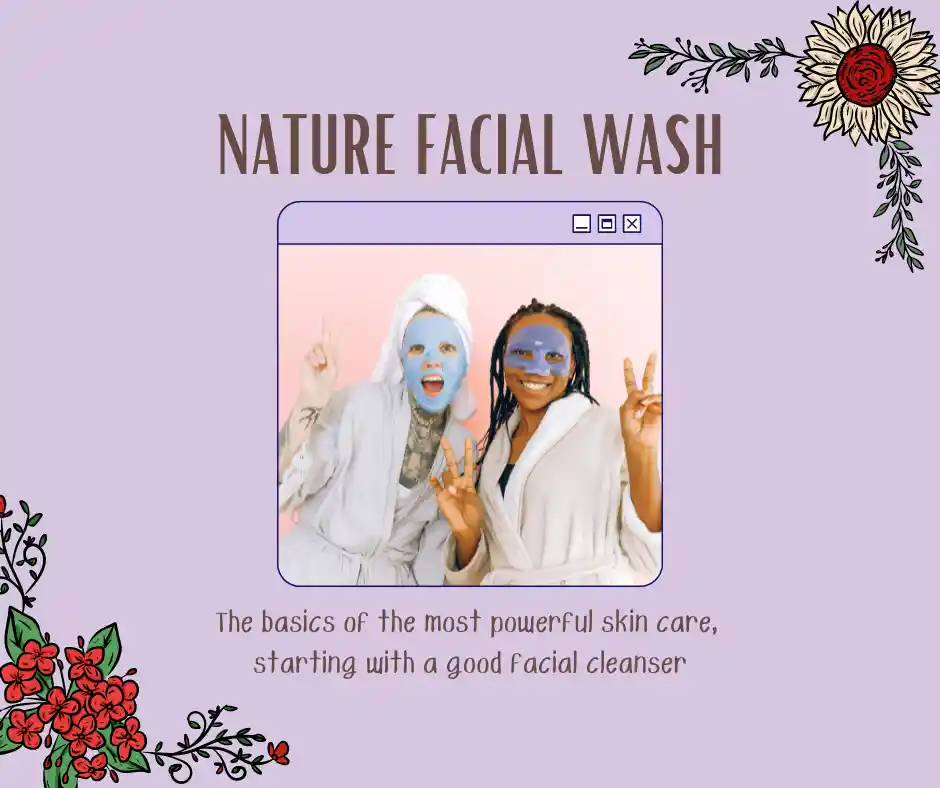 NATURE FACIAL WASH
The basics of the most powerful skin care,
starting with a good facial cleanser